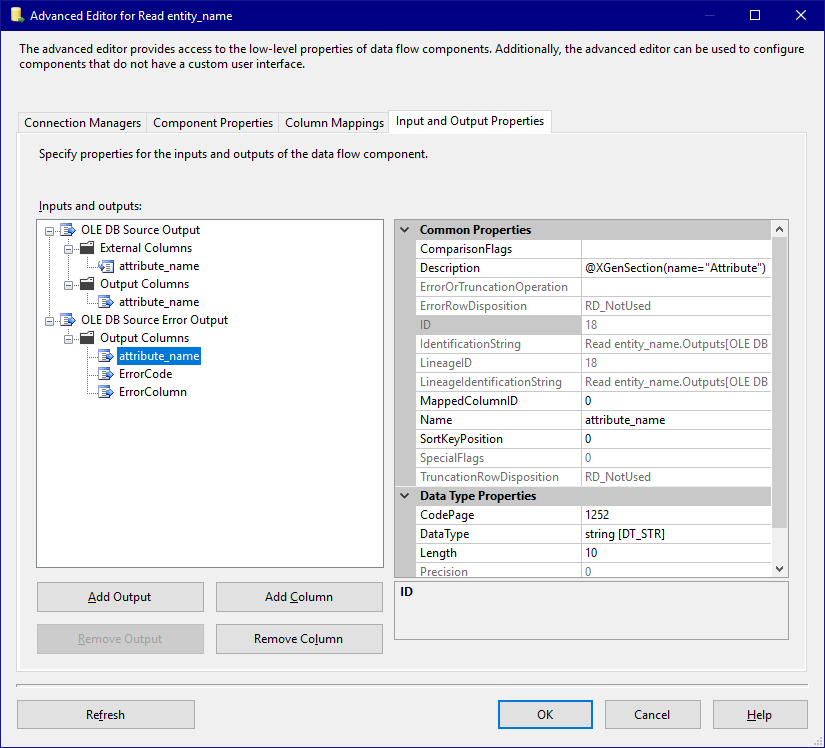 Advanced Editor for Read entity_name
The advanced editor provides access to the low-level properties of data flow components. Additionally, the advanced editor can be used to configure
components that do not have a custom user interface.
Connection Managers
Component Properties
Column Mappings
Input and Output Properties
Specify properties for the inputs and outputs of the data flow component.
Inputs and outputs:
OLE DB Source Output
External Columns
attribute_name
Output Columns
attribute_name
OLE DB Source Error Output
Output Columns
attribute_name
ErrorCode
ErrorColumn
Add Output
Add Column
Remove Output
Remove Column
Common Properties
ComparisonFlags
Description @XGenSection(name="Attribute")
ErrorOrTruncationOperation
ErrorRowDisposition RD_NotUsed
ID 18
IdentificationString Read entity_name.Outputs[OLE DB
LineageID 18
LineageIdentificationString Read entity_name.Outputs[OLE DB
MappedColumnID 0
Name attribute_name
SortKeyPosition 0
SpecialFlags 0
TruncationRowDisposition RD_NotUsed
Data Type Properties
CodePage 1252
DataType string [DT_STR]
Length 10
Precision 0
ID
Refresh
OK
Cancel
Help